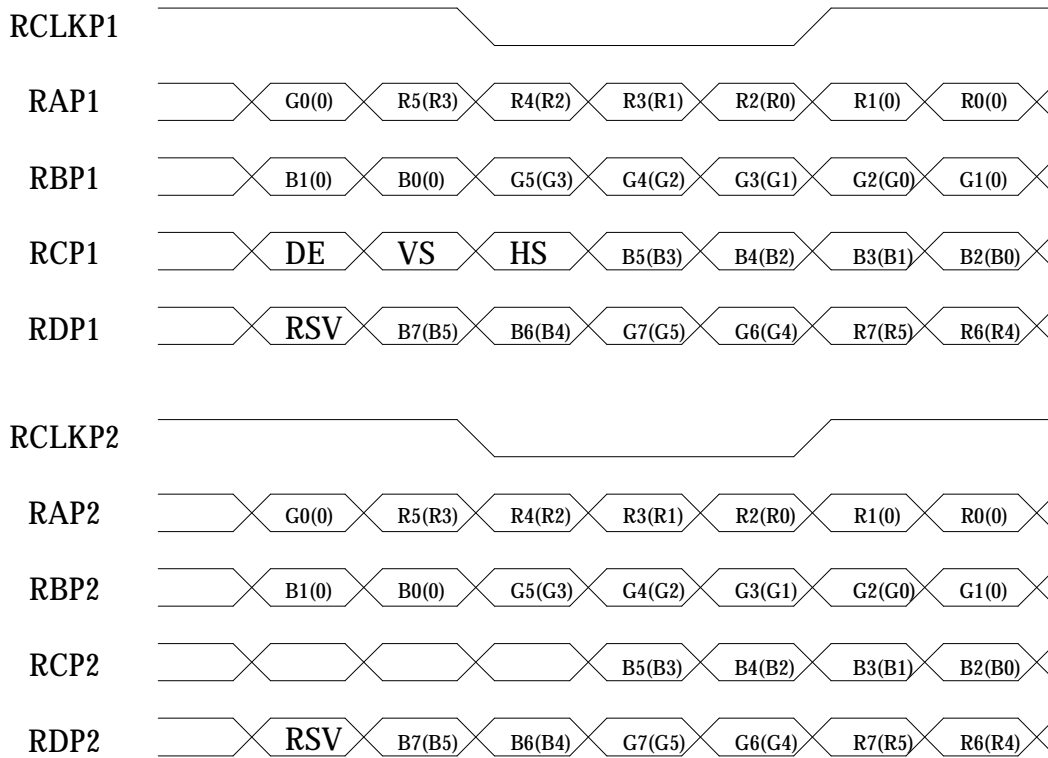 RCLKP1
RAP1 G0(0) R5(R3) R4(R2) R3(R1) R2(R0) R1(0) R0(0)
RBP1 B1(0) B0(0) G5(G3) G4(G2) G3(G1) G2(G0) G1(0)
RCP1 DE VS HS B5(B3) B4(B2) B3(B1) B2(B0)
RDP1 RSV B7(B5) B6(B4) G7(G5) G6(G4) R7(R5) R6(R4)
RCLKP2
RAP2 G0(0) R5(R3) R4(R2) R3(R1) R2(R0) R1(0) R0(0)
RBP2 B1(0) B0(0) G5(G3) G4(G2) G3(G1) G2(G0) G1(0)
RCP2 B5(B3) B4(B2) B3(B1) B2(B0)
RDP2 RSV B7(B5) B6(B4) G7(G5) G6(G4) R7(R5) R6(R4)